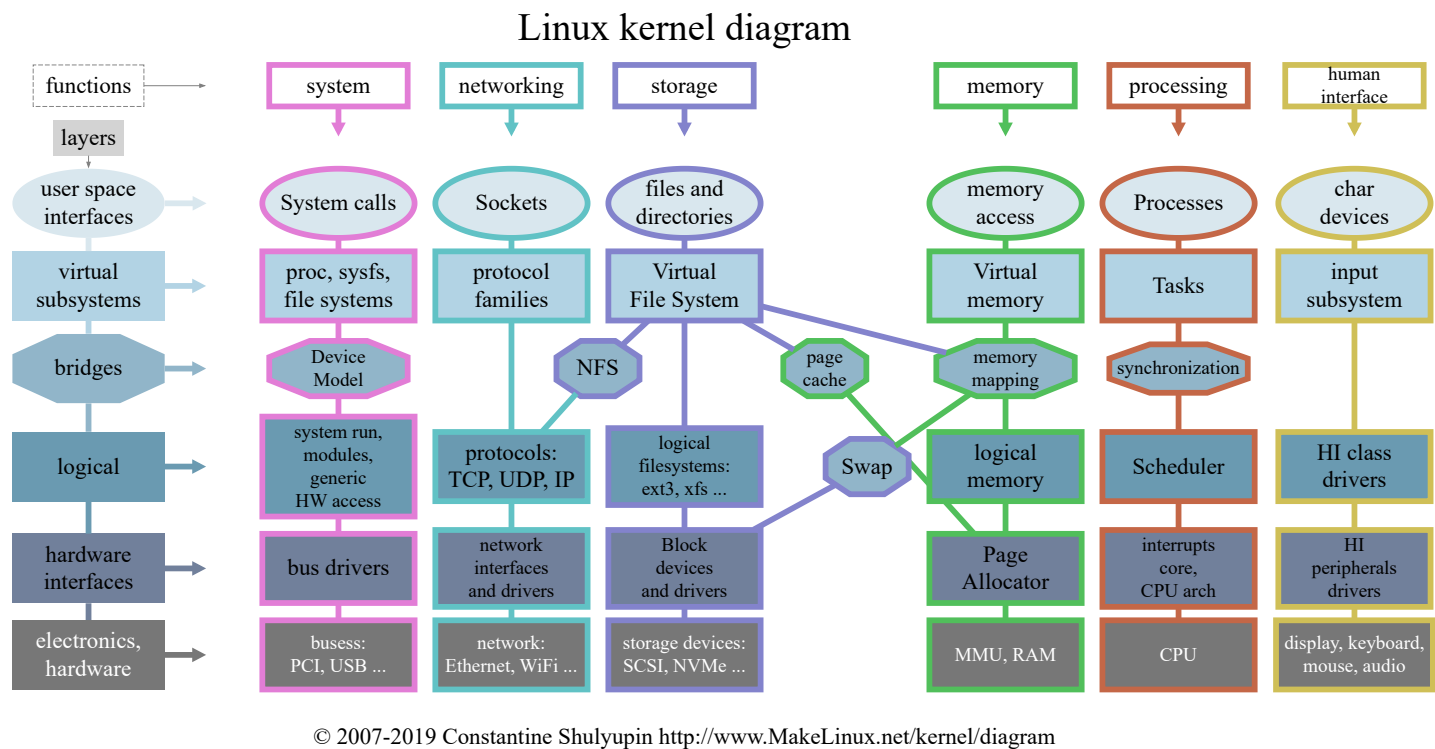 Linux kernel diagram
functions
system
networking
storage
memory
processing
human
interface
layers
user space
interfaces
System calls
Sockets
files and
directories
memory
access
Processes
char
devices
virtual
subsystems
proc, sysfs,
file systems
protocol
families
Virtual
File System
Virtual
memory
Tasks
input
subsystem
bridges
Device
Model
NFS
page
cache
memory
mapping
synchronization
logical
system run,
modules,
generic
HW access
protocols:
TCP, UDP, IP
logical
filesystems:
ext3, xfs ...
Swap
logical
memory
Scheduler
HI class
drivers
hardware
interfaces
bus drivers
network
interfaces
and drivers
Block
devices
and drivers
Page
Allocator
interrupts
core,
CPU arch
HI
peripherals
drivers
electronics,
hardware
busess:
PCI, USB ...
network:
Ethernet, WiFi ...
storage devices:
SCSI, NVMe ...
MMU, RAM
CPU
display, keyboard,
mouse, audio
© 2007-2019 Constantine Shulyupin http://www.MakeLinux.net/kernel/diagram